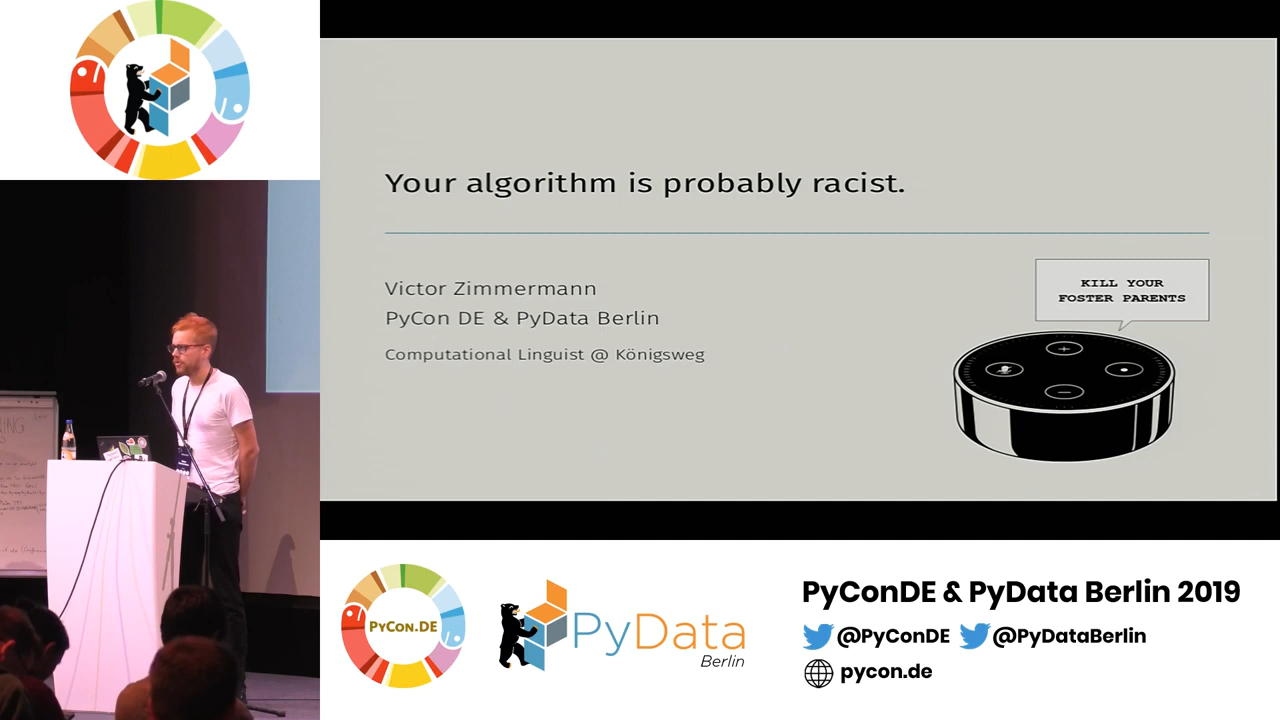 Your algorithm is probably racist.
Victor Zimmermann
PyCon DE & PyData Berlin
Computational Linguist @ Königsweg
KILL YOUR
FOSTER PARENTS
PYCON.DE
PyData
Berlin
PyConDE & PyData Berlin 2019
@PyConDE @PyDataBerlin
pycon.de